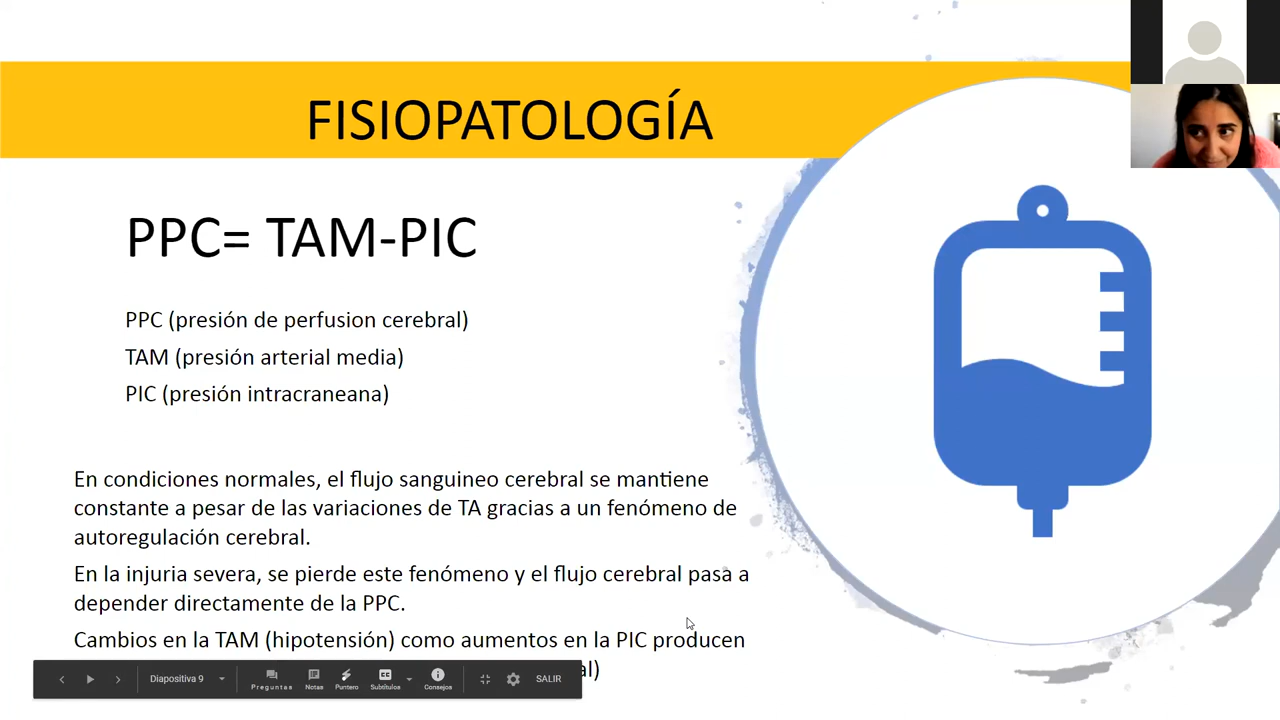 FISIOPATOLOGÍA
PPC= TAM-PIC
PPC (presión de perfusion cerebral)
TAM (presión arterial media)
PIC (presión intracraneana)
En condiciones normales, el flujo sanguineo cerebral se mantiene
constante a pesar de las variaciones de TA gracias a un fenómeno de
autoregulación cerebral.
En la injuria severa, se pierde este fenómeno y el flujo cerebral pasa a
depender directamente de la PPC.
Cambios en la TAM (hipotensión) como aumentos en la PIC producen
Diapositiva 9
Preguntas
Notas
Puntero
Subtítulos
Consejos
SALIR